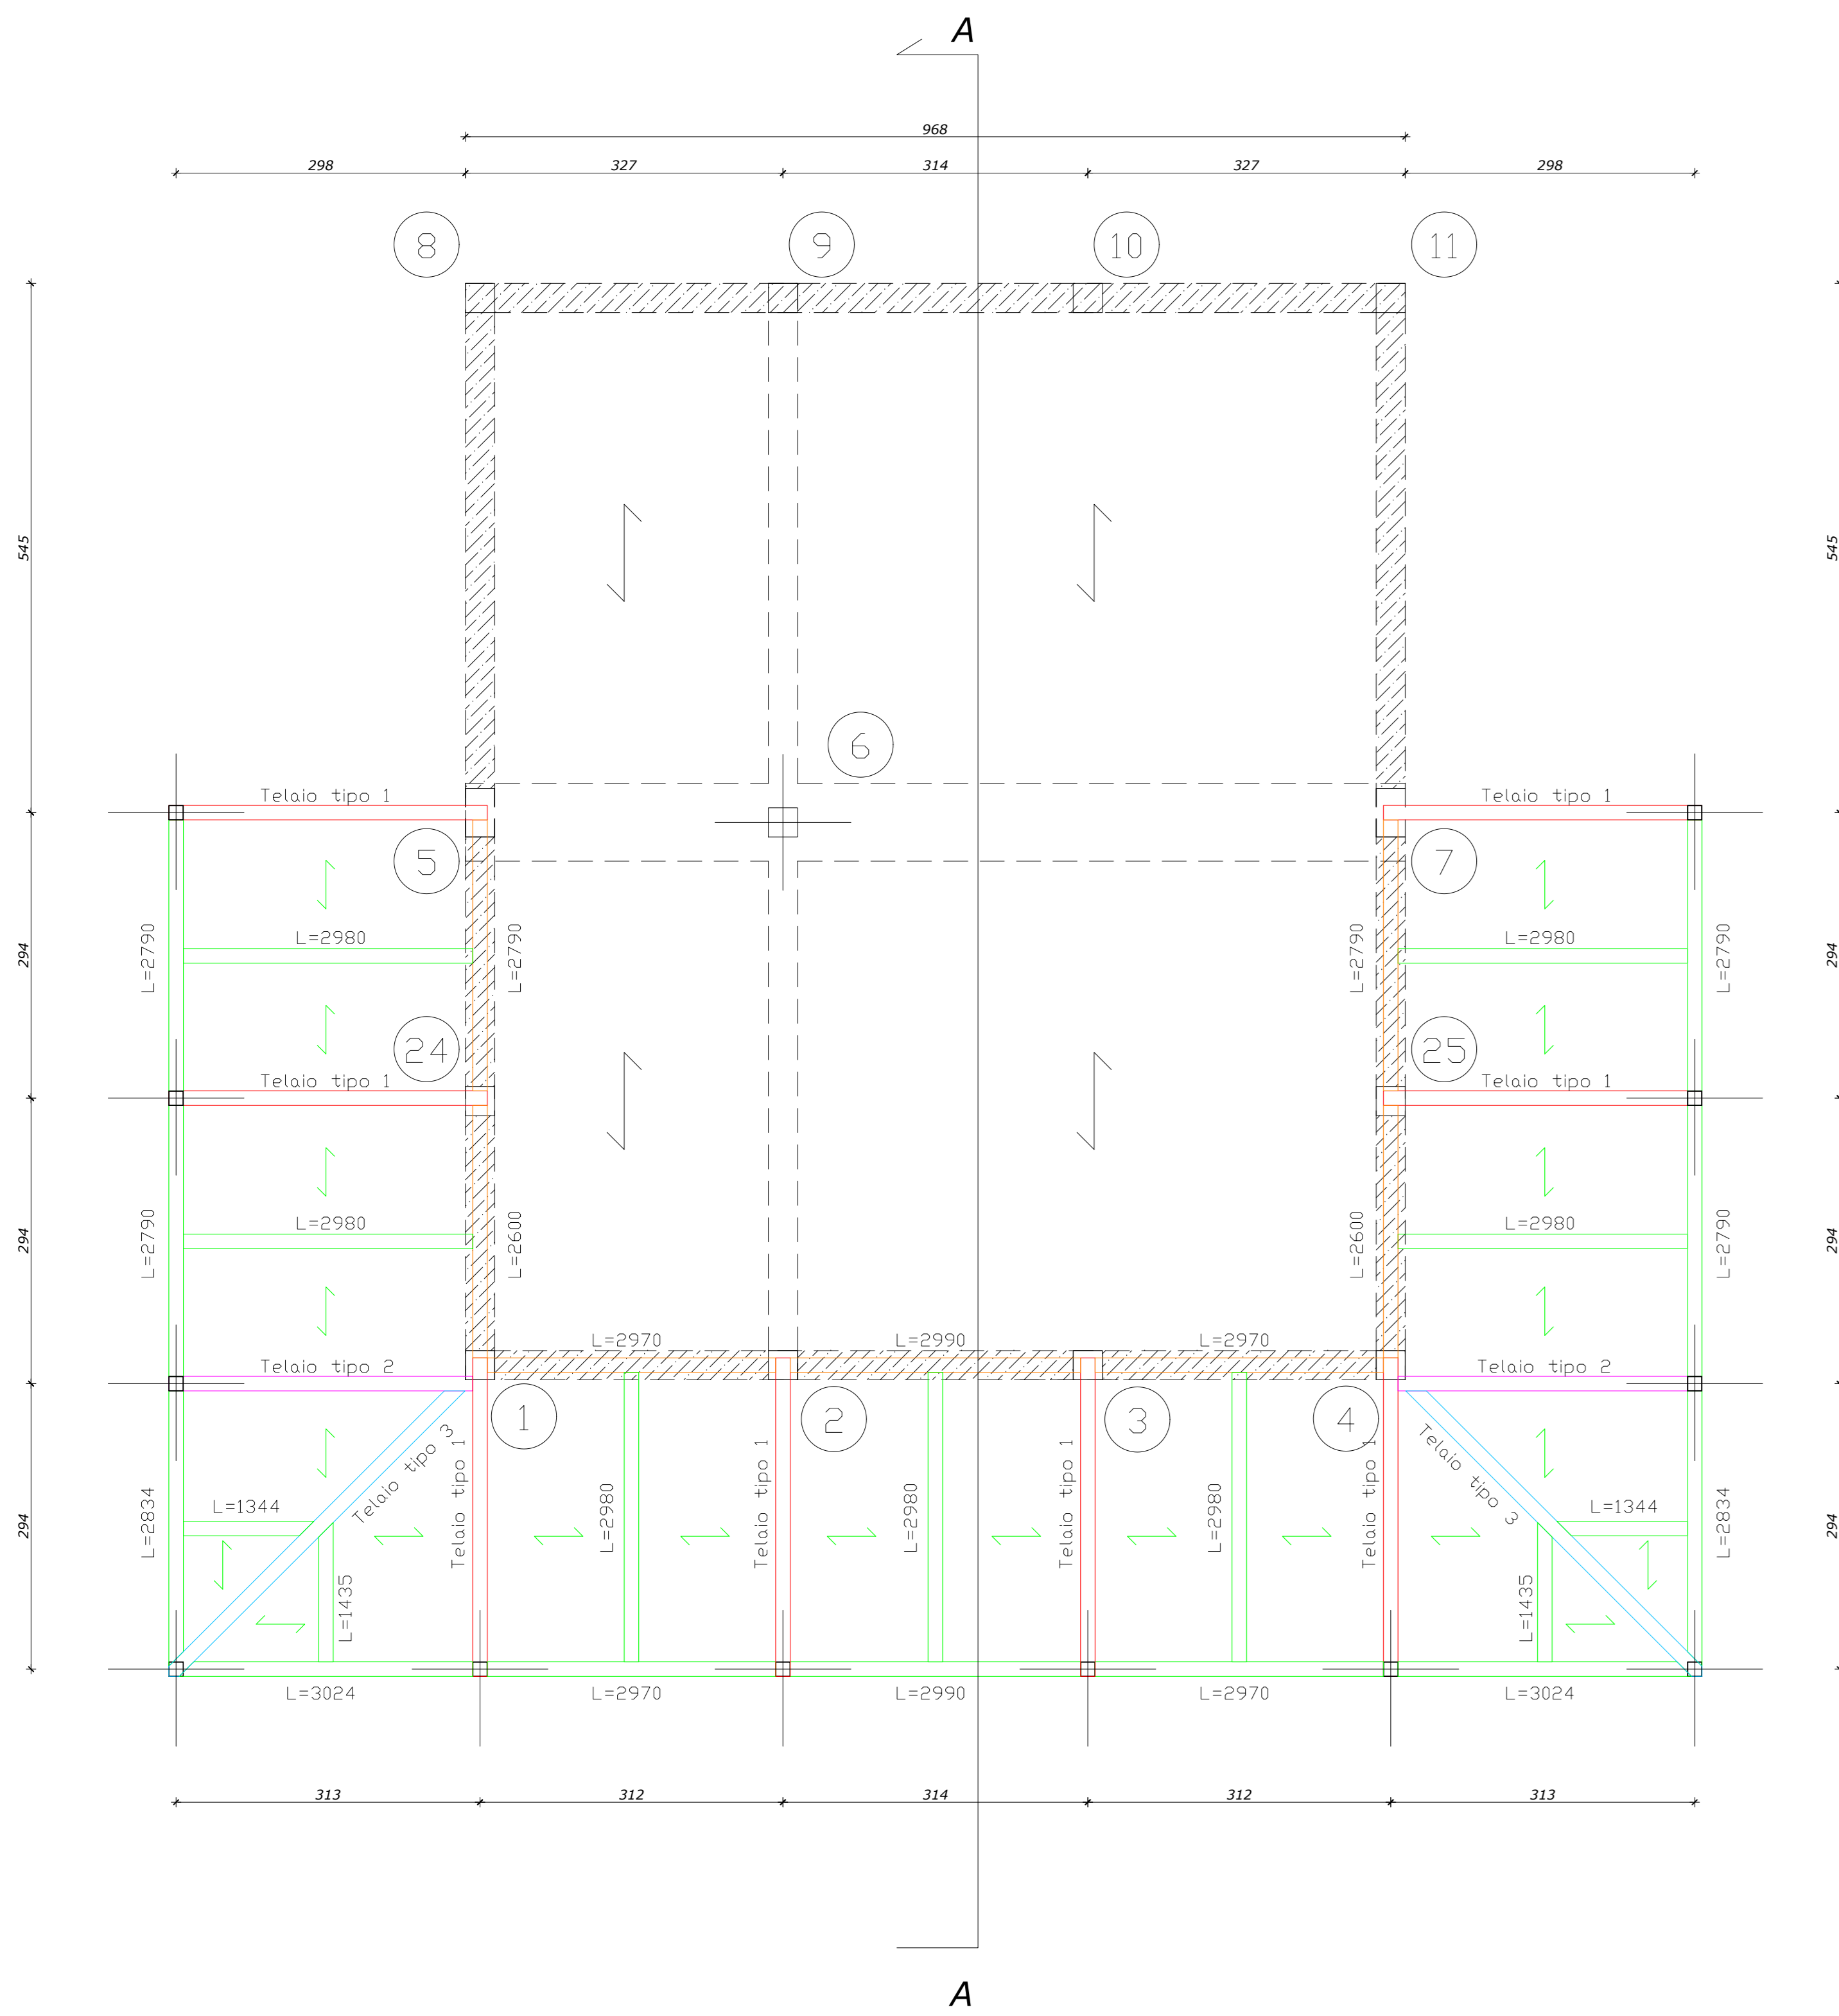 A
968
298 327 314 327 298
8 9 10 11
545 545
6
Telaio tipo 1 Telaio tipo 1
5 7
L=2980 L=2980
294 L=2790 L=2790 L=2790 L=2790 294
24 25
Telaio tipo 1 Telaio tipo 1
L=2980 L=2980
294 L=2790 L=2600 L=2600 L=2790 294
L=2970 L=2990 L=2970
Telaio tipo 2 Telaio tipo 2
1 2 3 4
Telaio tipo 3 Telaio tipo 3
Telaio tipo 1 Telaio tipo 1 Telaio tipo 1 Telaio tipo 1
L=2980 L=2980 L=2980
L=1344 L=1344
294 L=2834 L=2834 294
L=1435 L=1435
L=3024 L=2970 L=2990 L=2970 L=3024
313 312 314 312 313
A